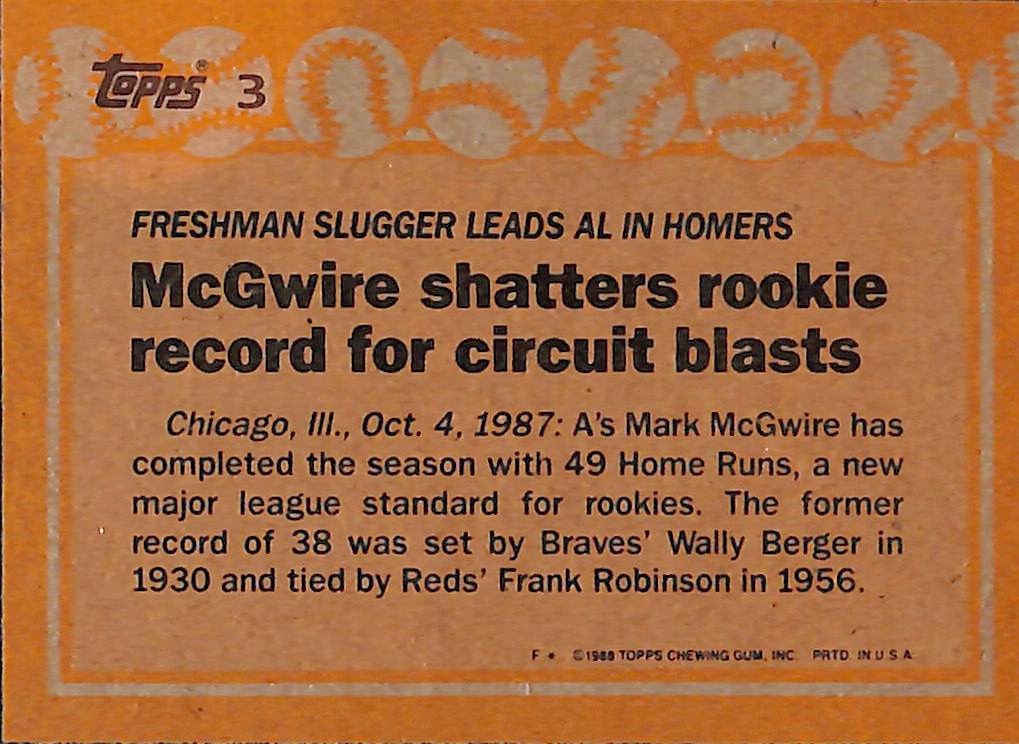 TOPPS® 3
FRESHMAN SLUGGER LEADS AL IN HOMERS
McGwire shatters rookie
record for circuit blasts
Chicago, Ill., Oct. 4, 1987: A's Mark McGwire has
completed the season with 49 Home Runs, a new
major league standard for rookies. The former
record of 38 was set by Braves' Wally Berger in
1930 and tied by Reds' Frank Robinson in 1956.
F * ©1988 TOPPS CHEWING GUM, INC. PRTD. IN U.S.A.